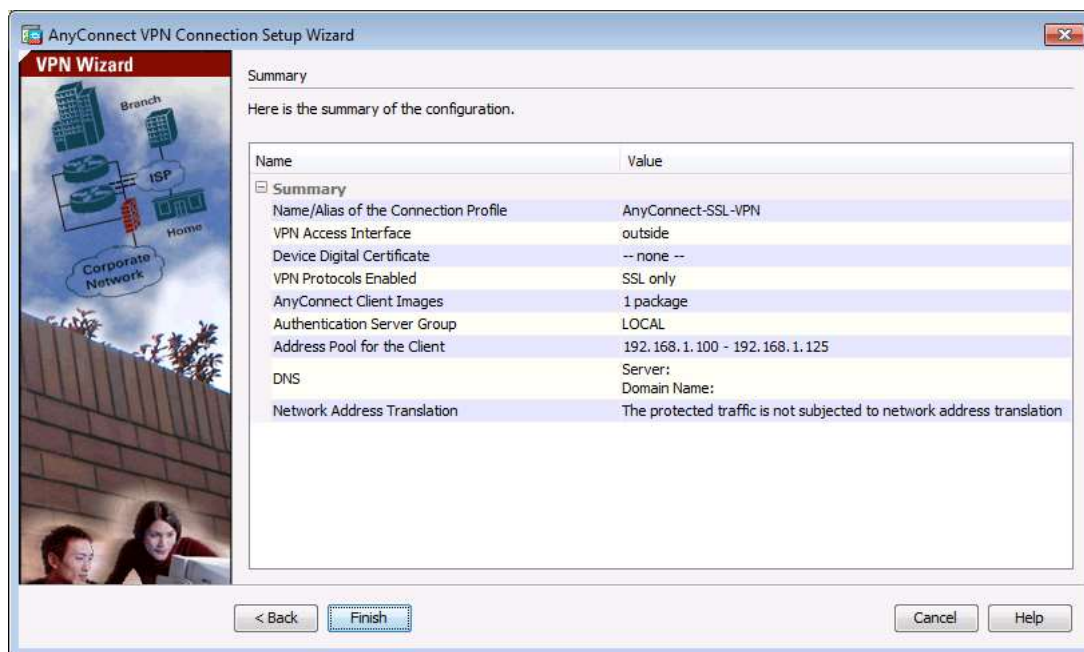 AnyConnect VPN Connection Setup Wizard
VPN Wizard
Branch
ISP
Home
Corporate
Network
Summary
Here is the summary of the configuration.
Name Value
Summary
Name/Alias of the Connection Profile AnyConnect-SSL-VPN
VPN Access Interface outside
Device Digital Certificate -- none --
VPN Protocols Enabled SSL only
AnyConnect Client Images 1 package
Authentication Server Group LOCAL
Address Pool for the Client 192.168.1.100 - 192.168.1.125
DNS Server:
Domain Name:
Network Address Translation The protected traffic is not subjected to network address translation
< Back Finish Cancel Help